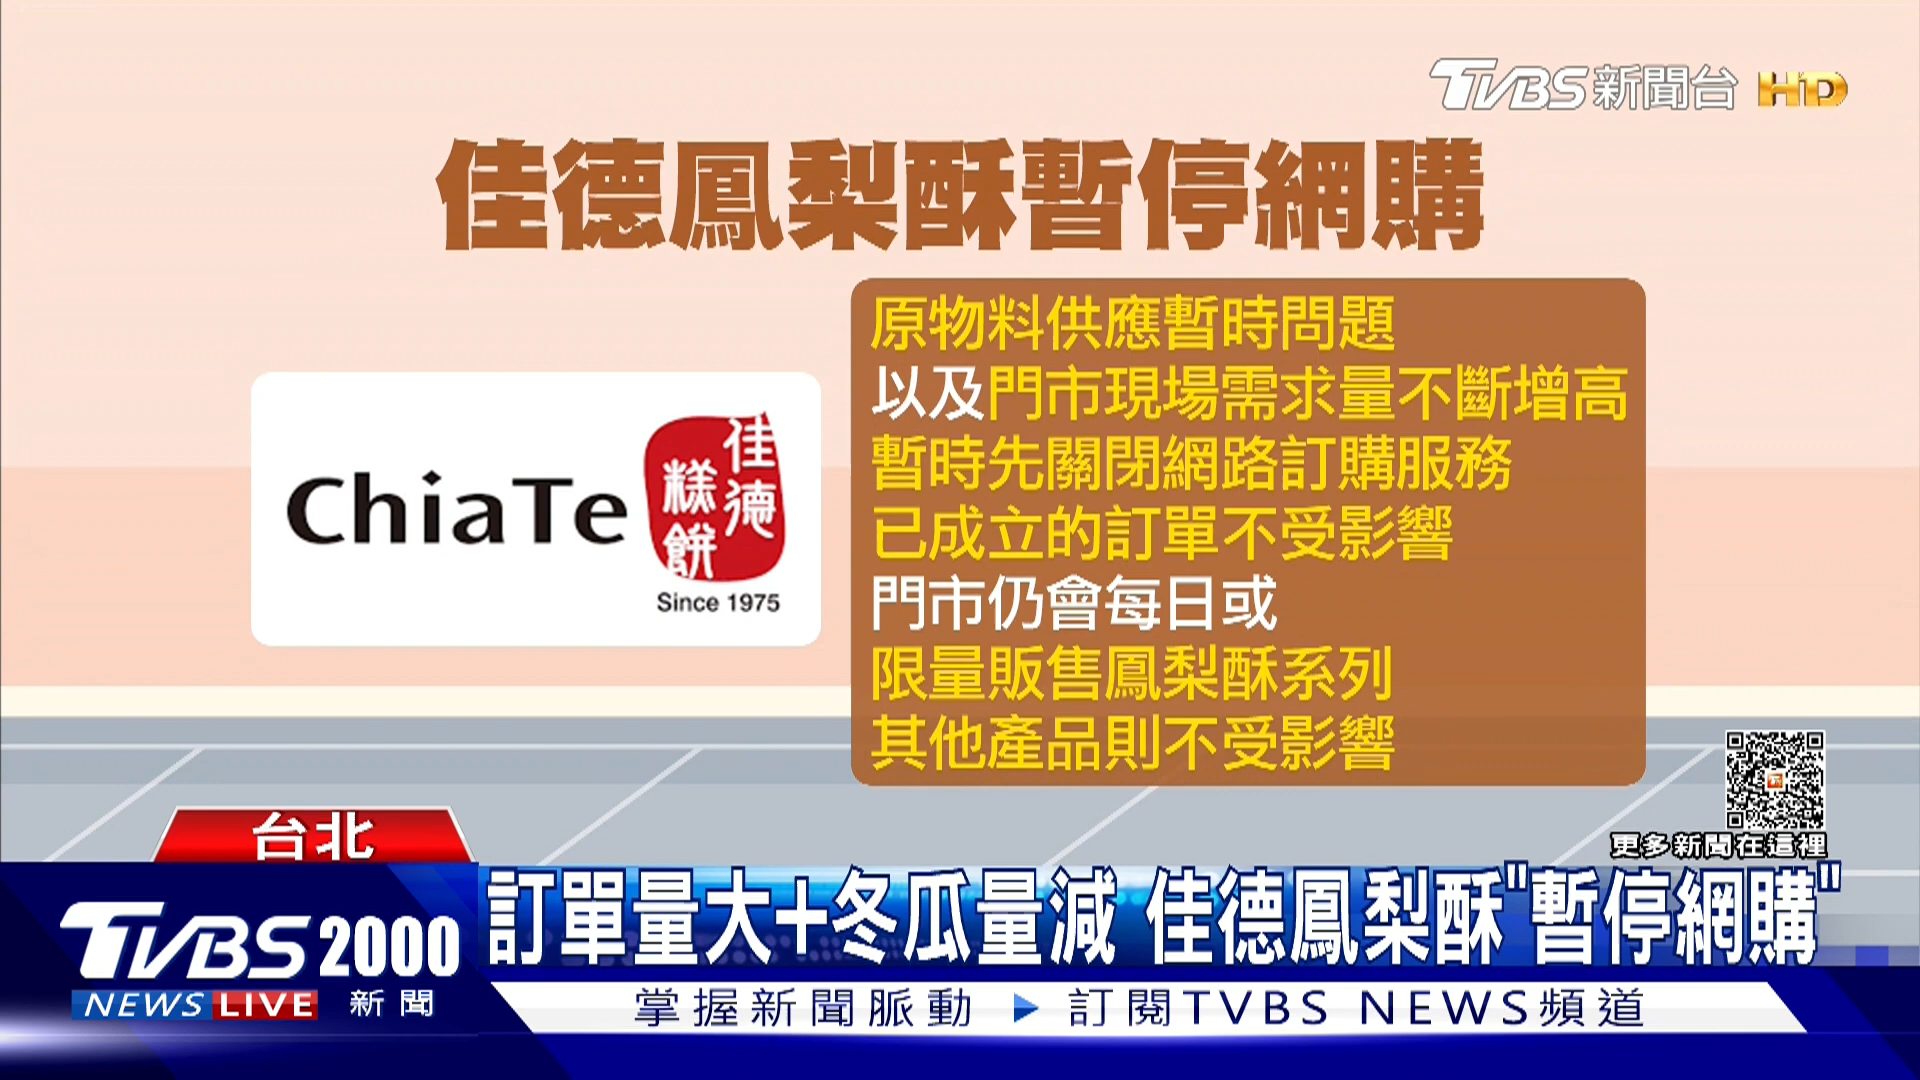 TVBS新聞台 HD
佳德鳳梨酥暫停網購
原物料供應暫時問題
以及門市現場需求量不斷增高
暫時先關閉網路訂購服務
已成立的訂單不受影響
門市仍會每日或
限量販售鳳梨酥系列
其他產品則不受影響
ChiaTe
佳德
糕餅
Since 1975
更多新聞在這裡
台北
訂單量大+冬瓜量減 佳德鳳梨酥"暫停網購"
TVBS 2000
NEWS LIVE 新聞
掌握新聞脈動 ▶ 訂閱TVBS NEWS頻道